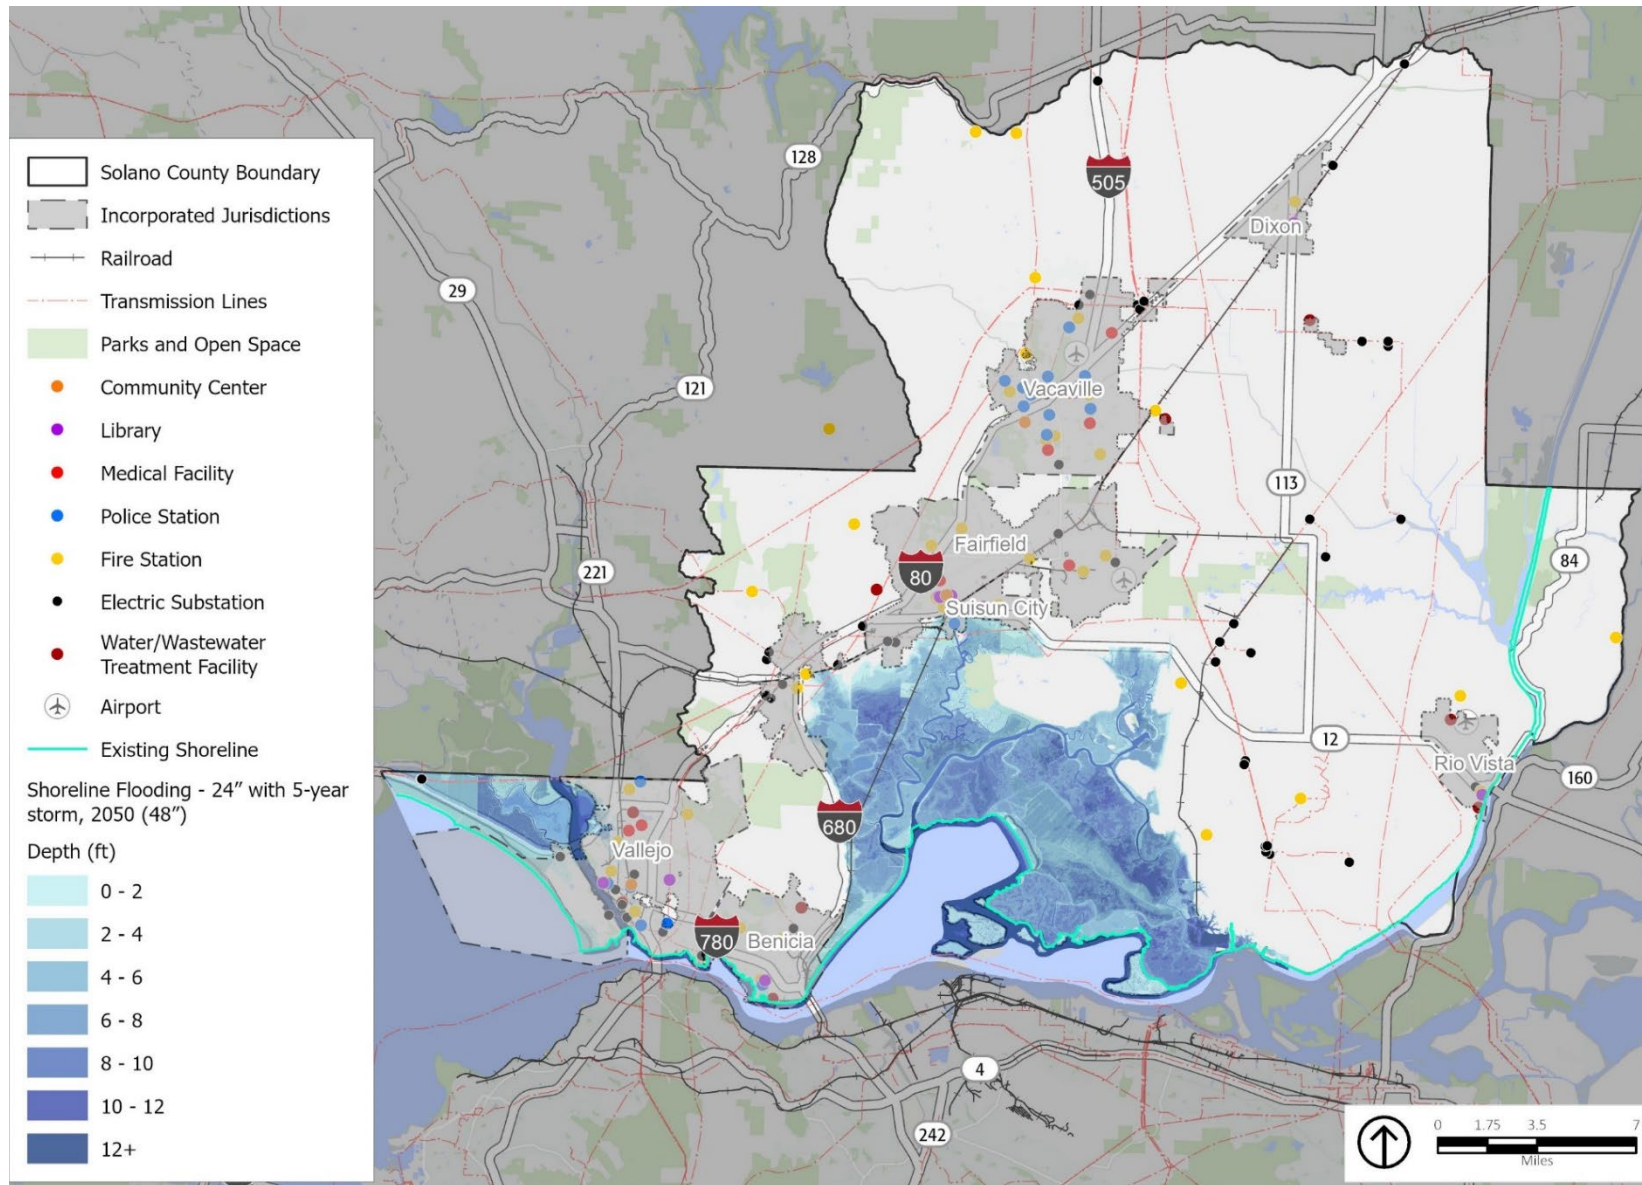 Solano County Boundary
Incorporated Jurisdictions
Railroad
Transmission Lines
Parks and Open Space
Community Center
Library
Medical Facility
Police Station
Fire Station
Electric Substation
Water/Wastewater
Treatment Facility
Airport
Existing Shoreline
Shoreline Flooding - 24” with 5-year
storm, 2050 (48”)
Depth (ft)
0 - 2
2 - 4
4 - 6
6 - 8
8 - 10
10 - 12
12+
128
505
Dixon
29
121
Vacaville
113
Fairfield
80
221
84
Suisun City
12
Rio Vista
160
680
Vallejo
780
Benicia
4
242
0 1.75 3.5 7
Miles